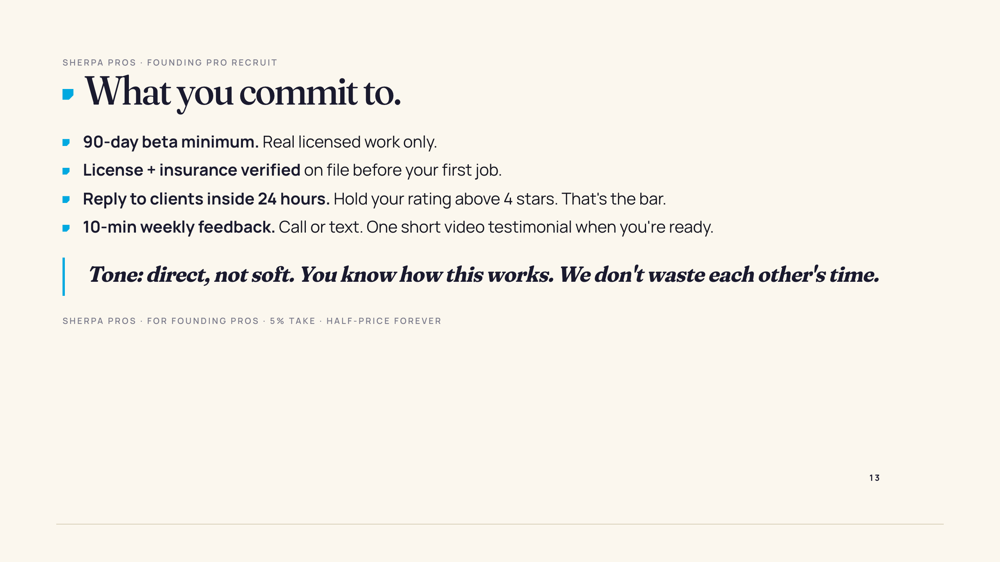 SHERPA PROS · FOUNDING PRO RECRUIT
What you commit to.
90-day beta minimum. Real licensed work only.
License + insurance verified on file before your first job.
Reply to clients inside 24 hours. Hold your rating above 4 stars. That's the bar.
10-min weekly feedback. Call or text. One short video testimonial when you're ready.
Tone: direct, not soft. You know how this works. We don't waste each other's time.
SHERPA PROS · FOR FOUNDING PROS · 5% TAKE · HALF-PRICE FOREVER
13